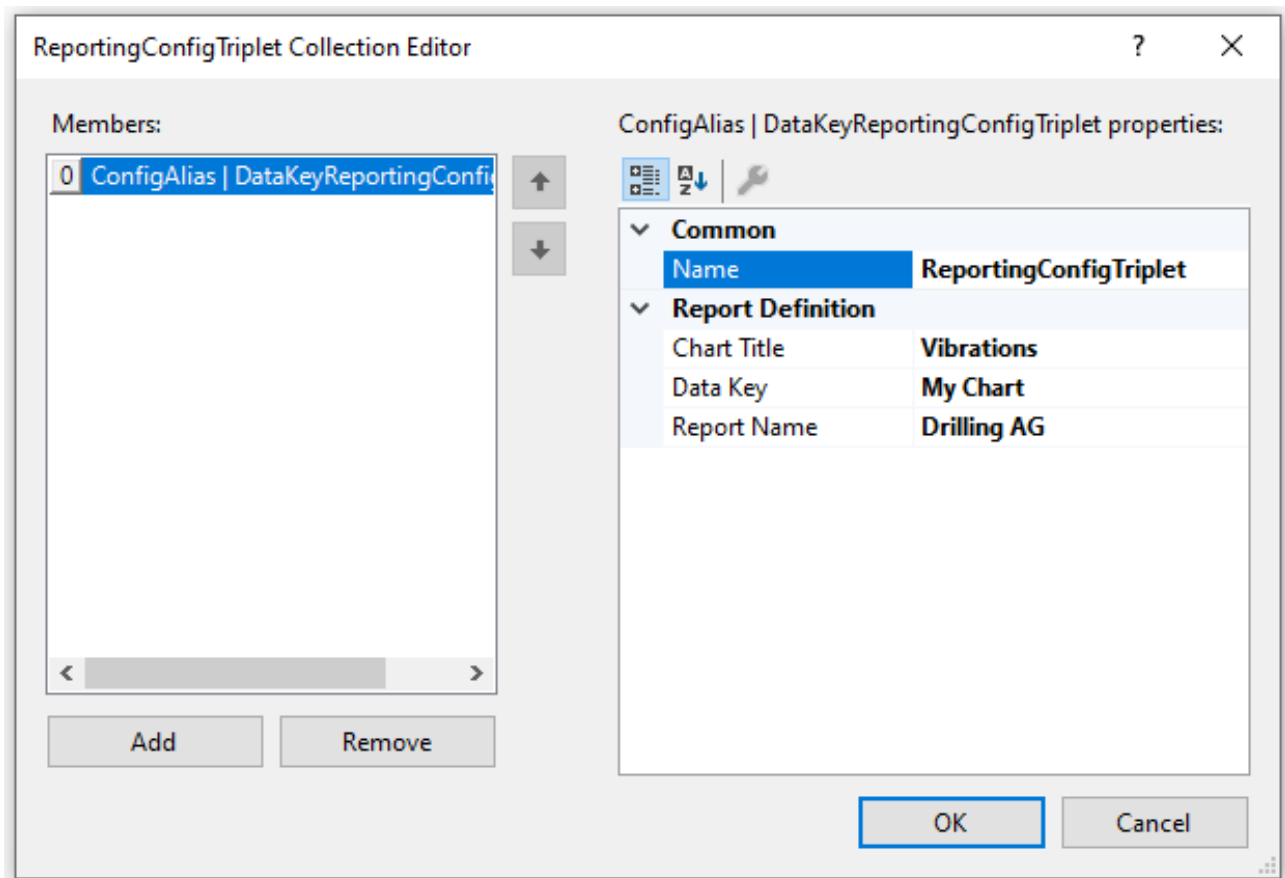 ReportingConfigTriplet Collection Editor ?
Members:
ConfigAlias | DataKeyReportingConfigTriplet properties:
0 ConfigAlias | DataKeyReportingConfi
Common
Name ReportingConfigTriplet
Report Definition
Chart Title Vibrations
Data Key My Chart
Report Name Drilling AG
Add Remove
OK Cancel